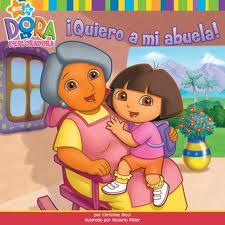 NICK JR.
DORA
LA EXPLORADORA
¡Quiero a mi abuela!
por Christine Ricci
ilustrado por Victoria Miller